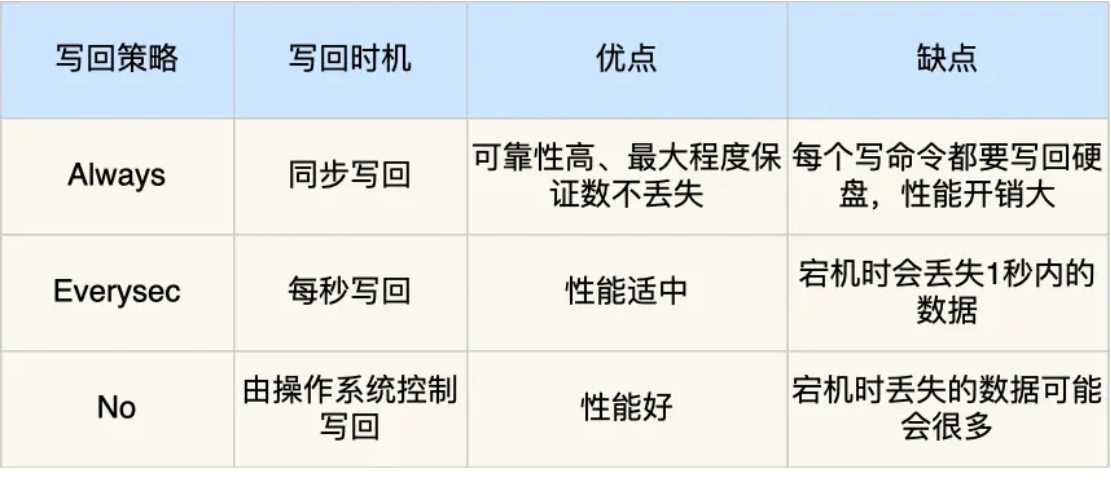 写回策略
写回时机
优点
缺点
Always
同步写回
可靠性高、最大程度保
证数不丢失
每个写命令都要写回硬
盘，性能开销大
Everysec
每秒写回
性能适中
宕机时会丢失1秒内的
数据
No
由操作系统控制
写回
性能好
宕机时丢失的数据可能
会很多